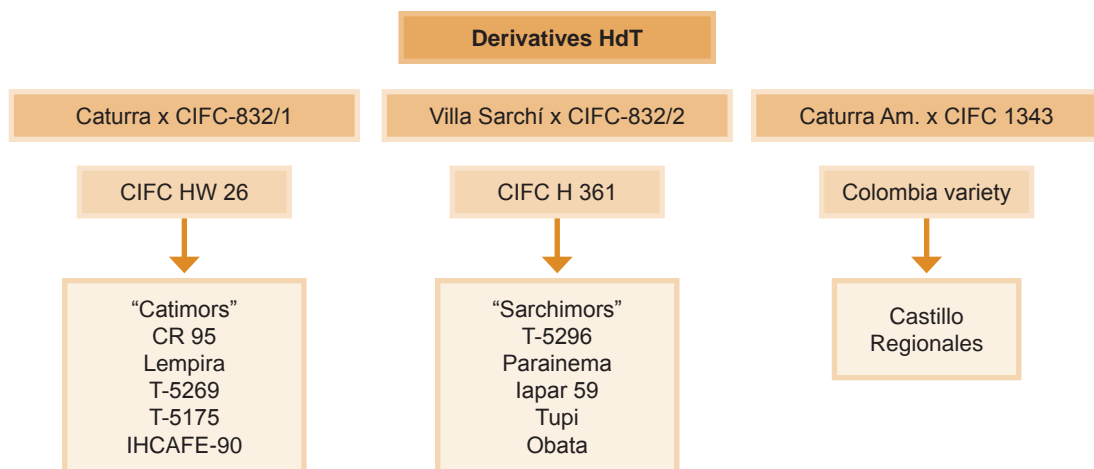 Derivatives HdT
Caturra x CIFC-832/1
Villa Sarchí x CIFC-832/2
Caturra Am. x CIFC 1343
CIFC HW 26
CIFC H 361
Colombia variety
“Catimors”
CR 95
Lempira
T-5269
T-5175
IHCAFE-90
“Sarchimors”
T-5296
Parainema
Iapar 59
Tupi
Obata
Castillo
Regionales